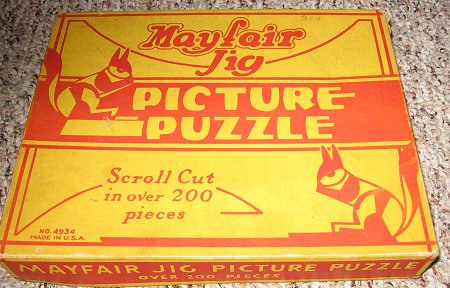 Mayfair
Jig
PICTURE
PUZZLE
Scroll Cut
in over 200
pieces
NO. 4934
MADE IN U.S.A.
MAYFAIR JIG PICTURE PUZZLE
OVER 200 PIECES